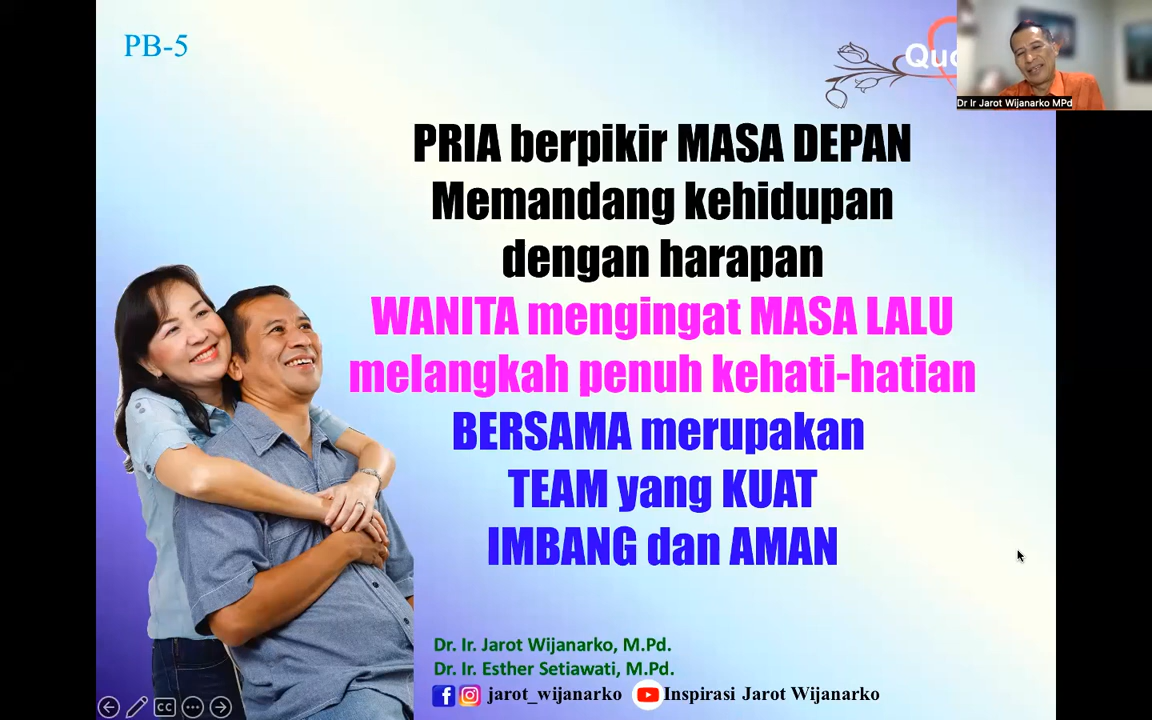 PB-5
Dr Ir Jarot Wijanarko MPd
PRIA berpikir MASA DEPAN
Memandang kehidupan
dengan harapan
WANITA mengingat MASA LALU
melangkah penuh kehati-hatian
BERSAMA merupakan
TEAM yang KUAT
IMBANG dan AMAN
Dr. Ir. Jarot Wijanarko, M.Pd.
Dr. Ir. Esther Setiawati, M.Pd.
jarot_wijanarko Inspirasi Jarot Wijanarko
CC